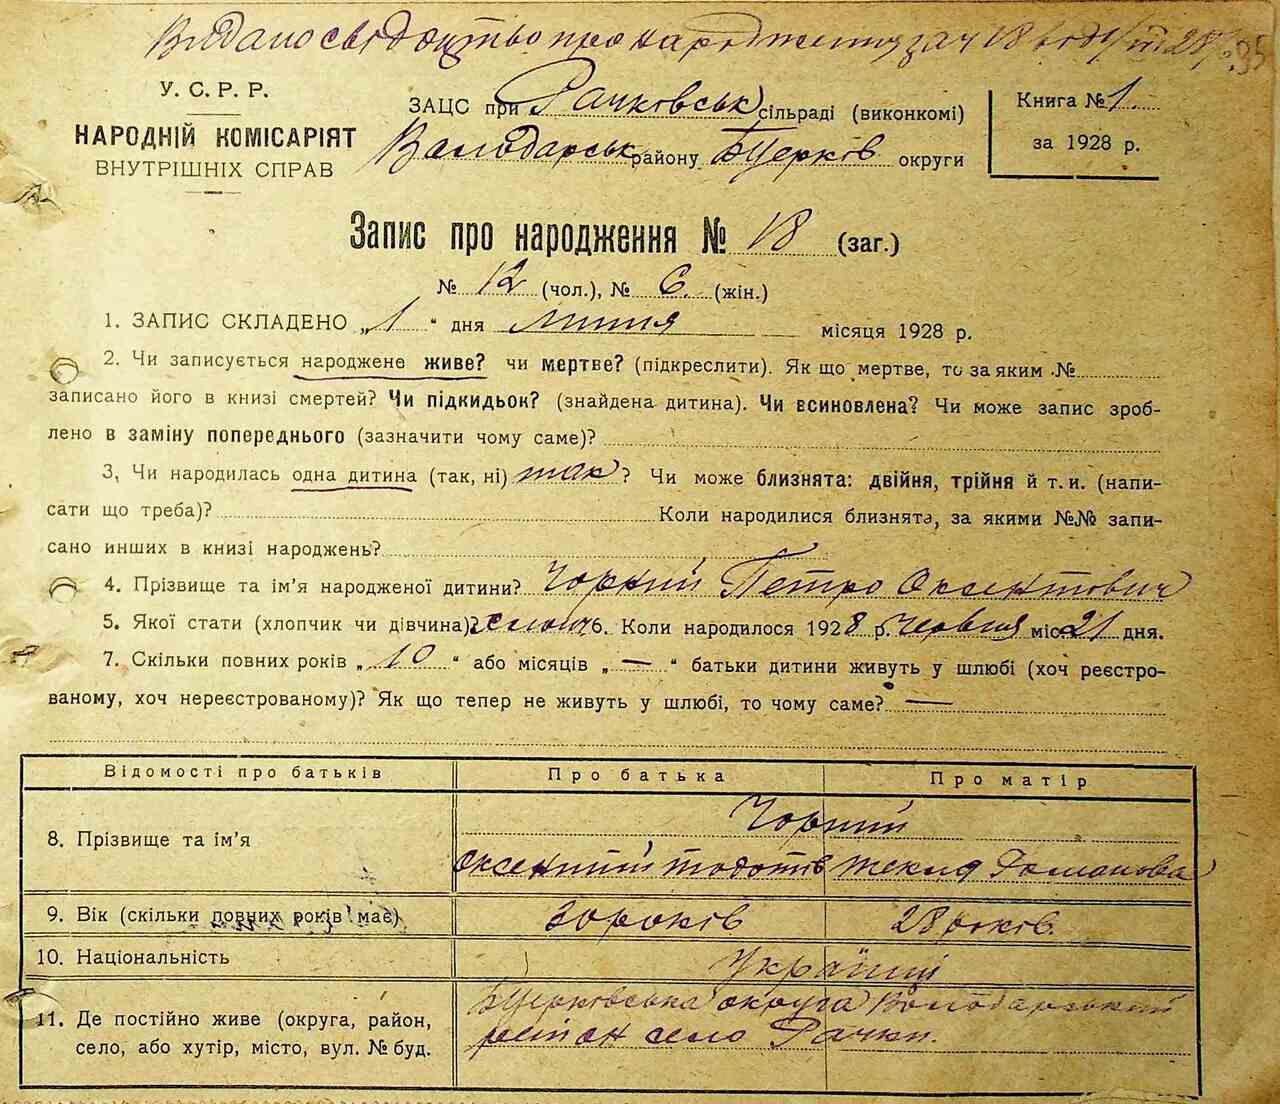 Видано свідоцтво про народження за ч 18 від 1/VII 28 р. 35
У. С. Р. Р.
НАРОДНІЙ КОМІСАРІЯТ
ВНУТРІШНІХ СПРАВ
ЗАЦС при Рачковськ сільраді (виконкомі)
Володарськ району БЦерків округи
Книга № 1
за 1928 р.
Запис про народження № 18 (заг.)
№ 12 (чол.), № 6. (жін.)
1. ЗАПИС СКЛАДЕНО „1“ дня липня місяця 1928 р.
2. Чи записується народжене живе? чи мертве? (підкреслити). Як що мертве, то за яким №
записано його в книзі смертей? Чи підкидьок? (знайдена дитина). Чи всиновлена? Чи може запис зроб-
лено в заміну попереднього (зазначити чому саме)?
3, Чи народилась одна дитина (так, ні) так? Чи може близнята: двійня, трійня й т. и. (напи-
сати що треба)? Коли народилися близнята, за якими №№ запи-
сано инших в книзі народжень?
4. Прізвище та ім’я народженої дитини? Чорний Петро Оксентович
5. Якої статі (хлопчик чи дівчина)? хлопч 6. Коли народилося 1928 р. Червня міс. 21 дня.
7. Скільки повних років „10“ або місяців „—“ батьки дитини живуть у шлюбі (хоч реєстро-
ваному, хоч нереєстрованому)? Як що тепер не живуть у шлюбі, то чому саме? —
Відомості про батьків Про батька Про матір
8. Прізвище та ім’я Чорний
Оксентий Тодотів Текля Романова
9. Вік (скільки повних років має) 30 років 28 років.
10. Національність Україїнці
11. Де постійно живе (округа, район,
село, або хутір, місто, вул. № буд.
БЦерковська округа Володарський
район село Рачки.